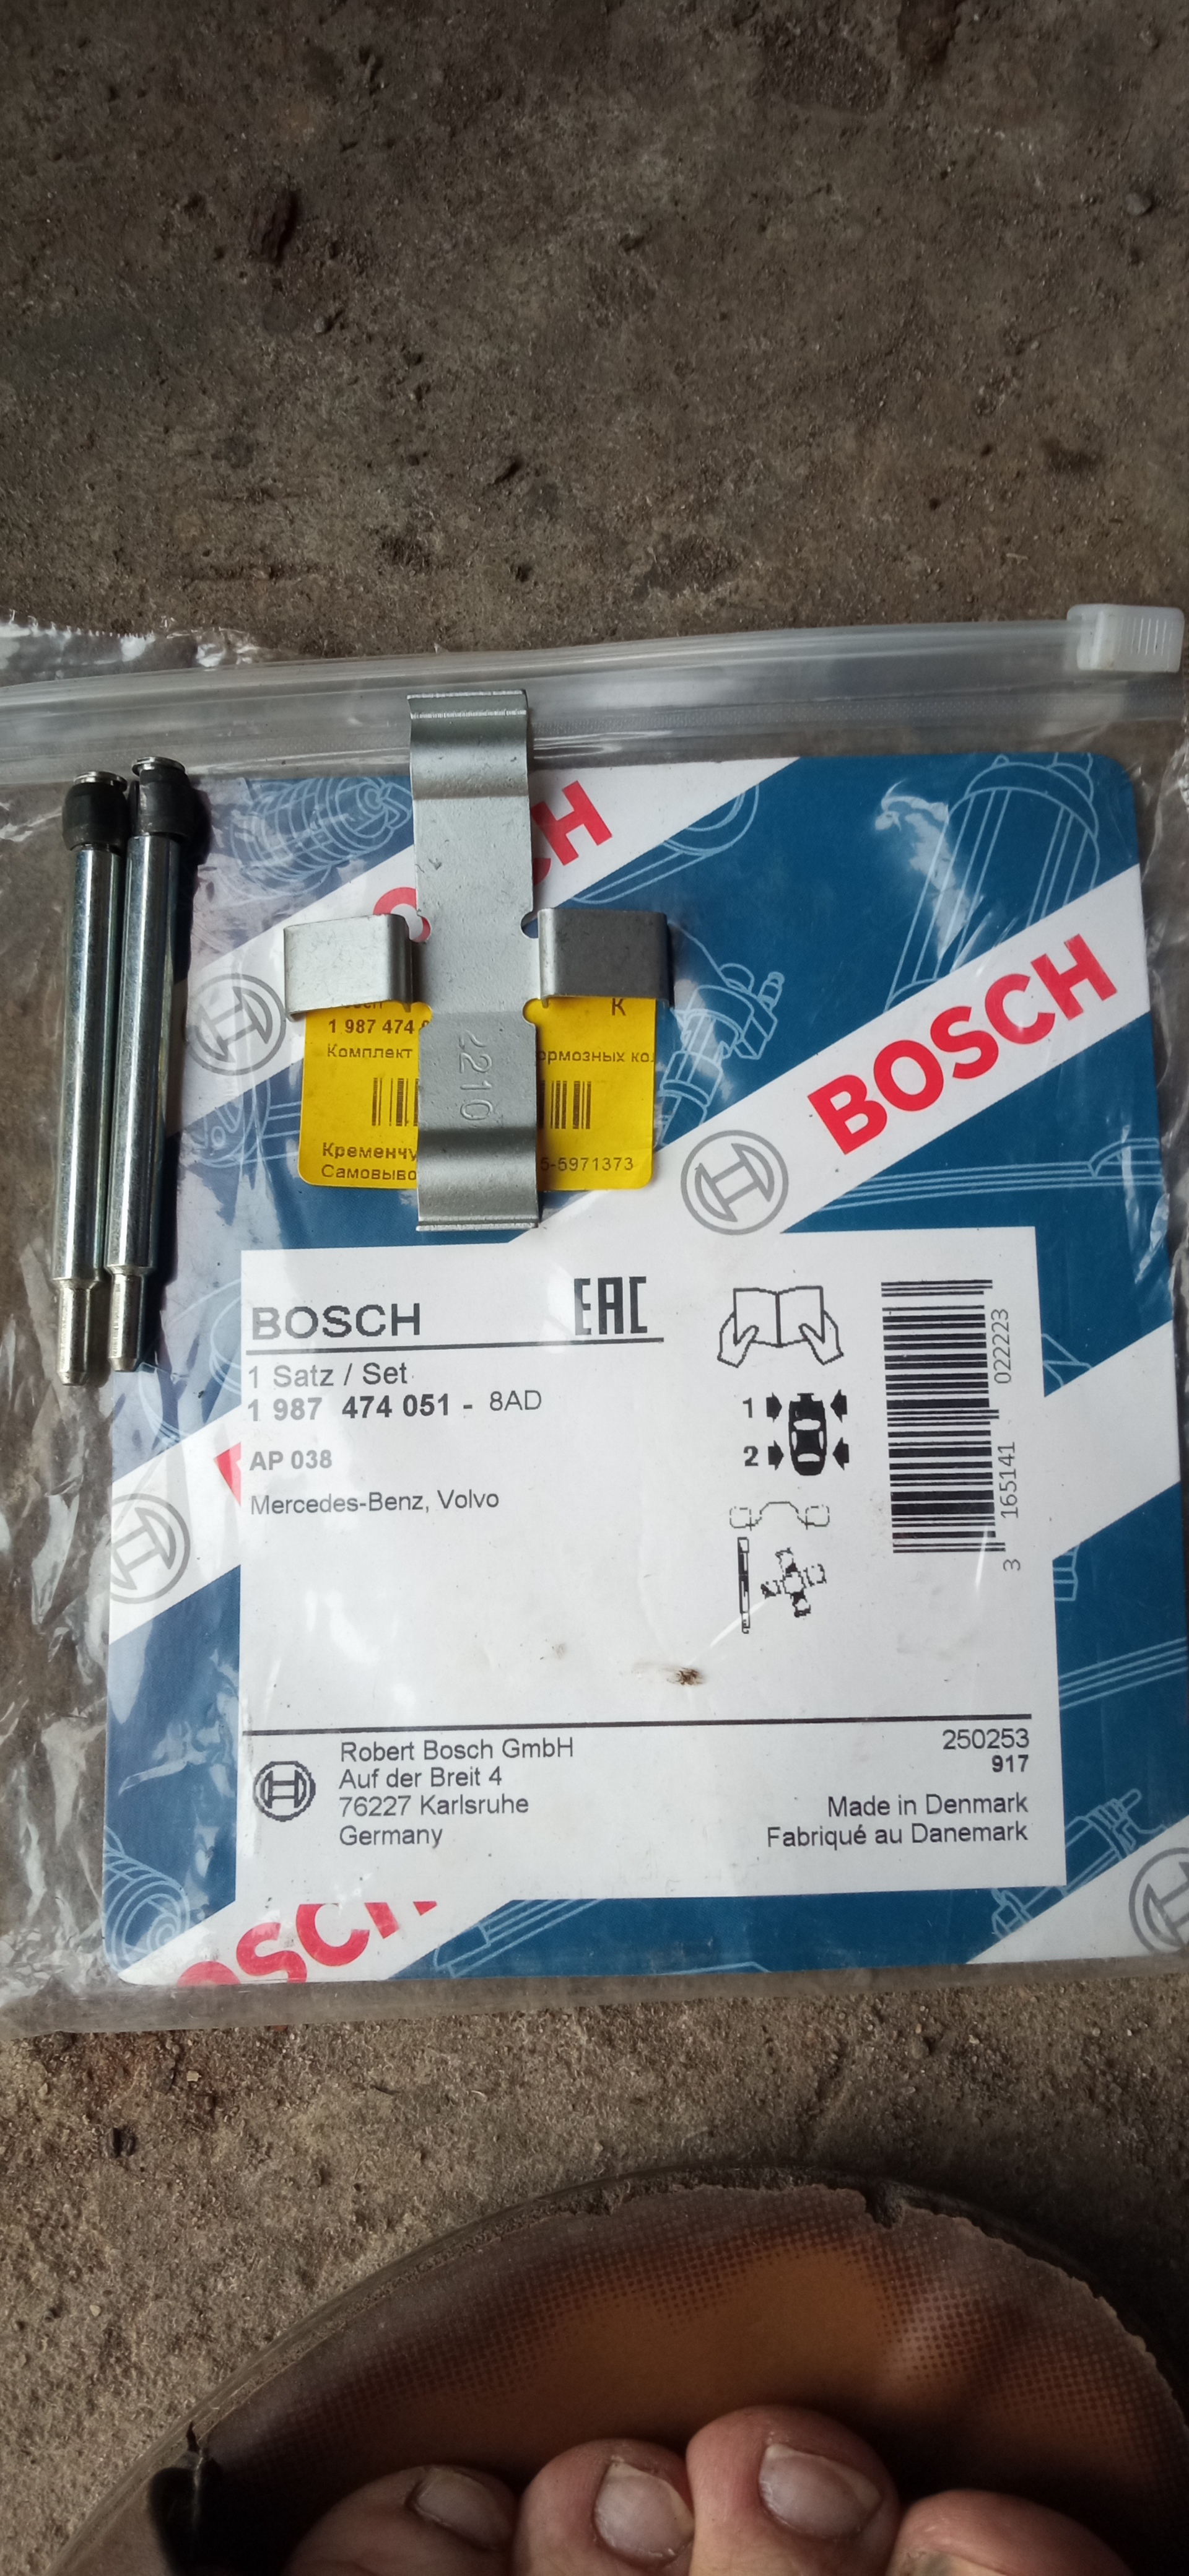 BOSCH
BOSCH
К
1 987 474
Комплект ормозных ко
Кременчу
5-5971373
Самовыво
2210
BOSCH
EAC
1 Satz / Set
1 987 474 051 - 8AD
AP 038
Mercedes-Benz, Volvo
1
2
3 165141 022223
Robert Bosch GmbH
Auf der Breit 4
76227 Karlsruhe
Germany
250253
917
Made in Denmark
Fabriqué au Danemark
OSCH